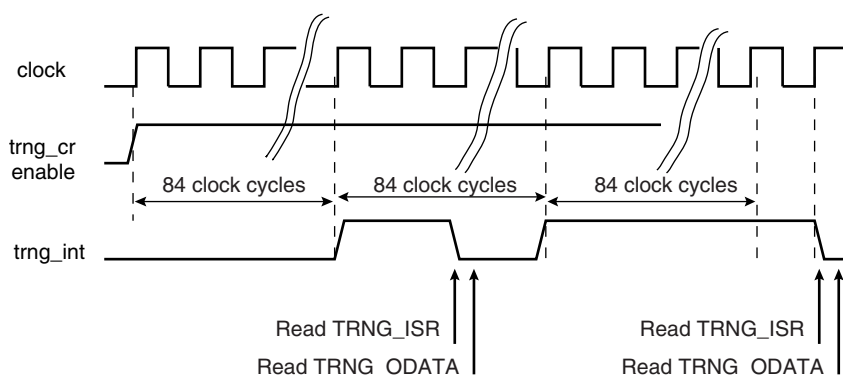 clock
trng_cr
enable
84 clock cycles
84 clock cycles
84 clock cycles
trng_int
Read TRNG_ISR
Read TRNG_ISR
Read TRNG_ODATA
Read TRNG_ODATA